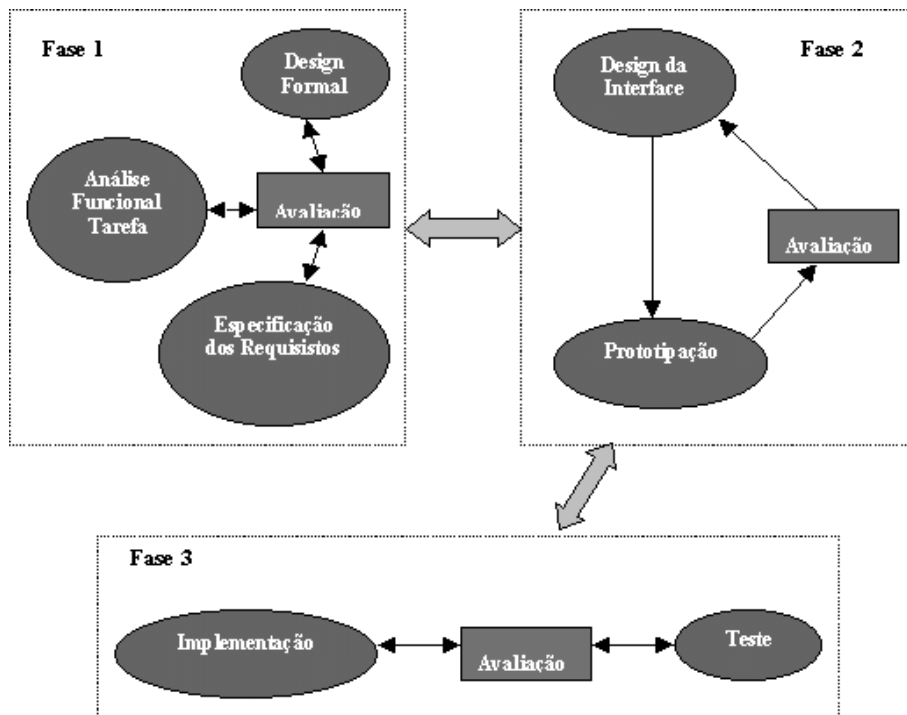 Fase 1
Design
Formal
Análise
Funcional
Tarefa
Avaliação
Especificação
dos Requisistos
Fase 2
Design da
Interface
Avaliação
Prototipação
Fase 3
Implementação
Avaliação
Teste